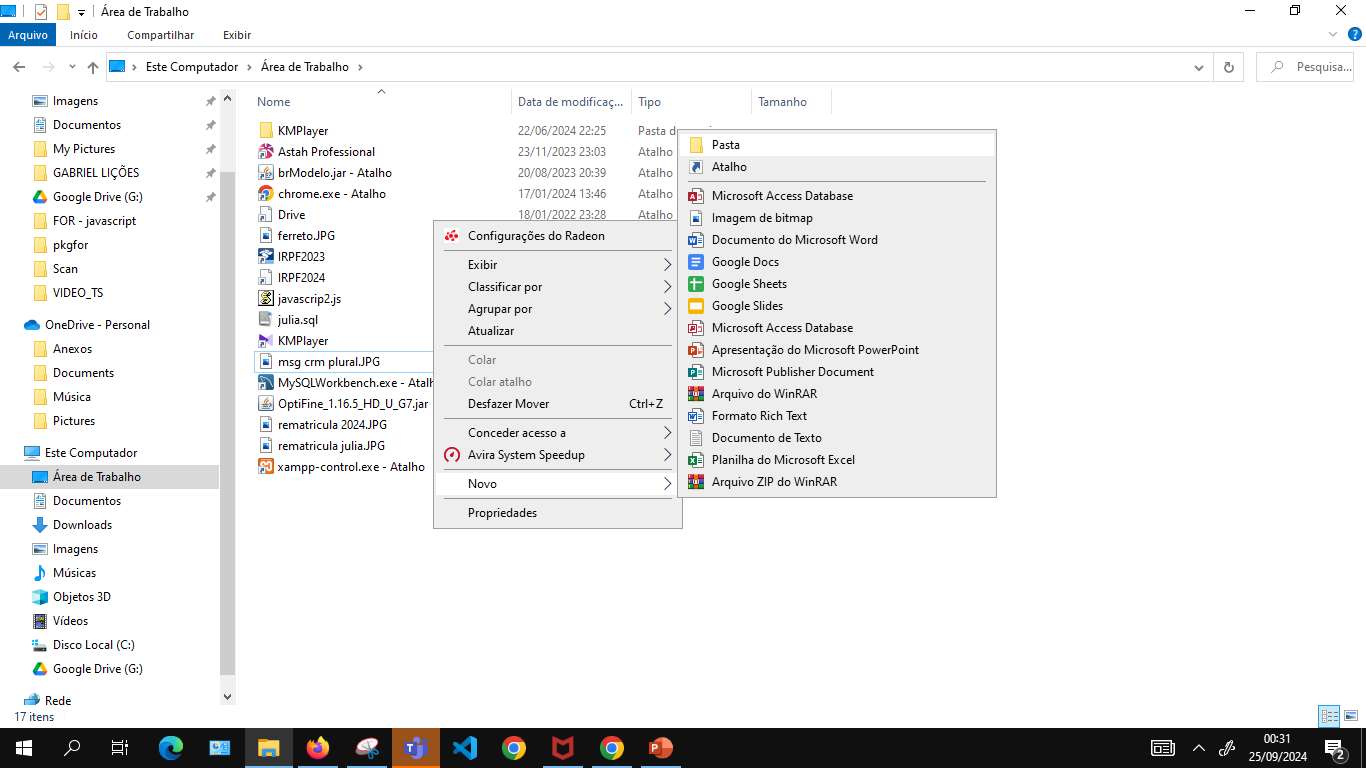 Área de Trabalho
Arquivo
Início
Compartilhar
Exibir
Este Computador
Área de Trabalho
Pesquisa...
Imagens
Documentos
My Pictures
GABRIEL LIÇÕES
Google Drive (G:)
FOR - javascript
pkgfor
Scan
VIDEO_TS
OneDrive - Personal
Anexos
Documents
Música
Pictures
Este Computador
Área de Trabalho
Documentos
Downloads
Imagens
Músicas
Objetos 3D
Vídeos
Disco Local (C:)
Google Drive (G:)
Rede
Nome
Data de modificaç...
Tipo
Tamanho
KMPlayer 22/06/2024 22:25 Pasta d
Astah Professional 23/11/2023 23:03 Atalho
brModelo.jar - Atalho 20/08/2023 20:39 Atalho
chrome.exe - Atalho 17/01/2024 13:46 Atalho
Drive 18/01/2022 23:28 Atalho
ferreto.JPG
IRPF2023
IRPF2024
javascrip2.js
julia.sql
KMPlayer
msg crm plural.JPG
MySQLWorkbench.exe - Atalh
OptiFine_1.16.5_HD_U_G7.jar
rematricula 2024.JPG
rematricula julia.JPG
xampp-control.exe - Atalho
Configurações do Radeon
Exibir
Classificar por
Agrupar por
Atualizar
Colar
Colar atalho
Desfazer Mover Ctrl+Z
Conceder acesso a
Avira System Speedup
Novo
Propriedades
Pasta
Atalho
Microsoft Access Database
Imagem de bitmap
Documento do Microsoft Word
Google Docs
Google Sheets
Google Slides
Microsoft Access Database
Apresentação do Microsoft PowerPoint
Microsoft Publisher Document
Arquivo do WinRAR
Formato Rich Text
Documento de Texto
Planilha do Microsoft Excel
Arquivo ZIP do WinRAR
17 itens
00:31
25/09/2024
2